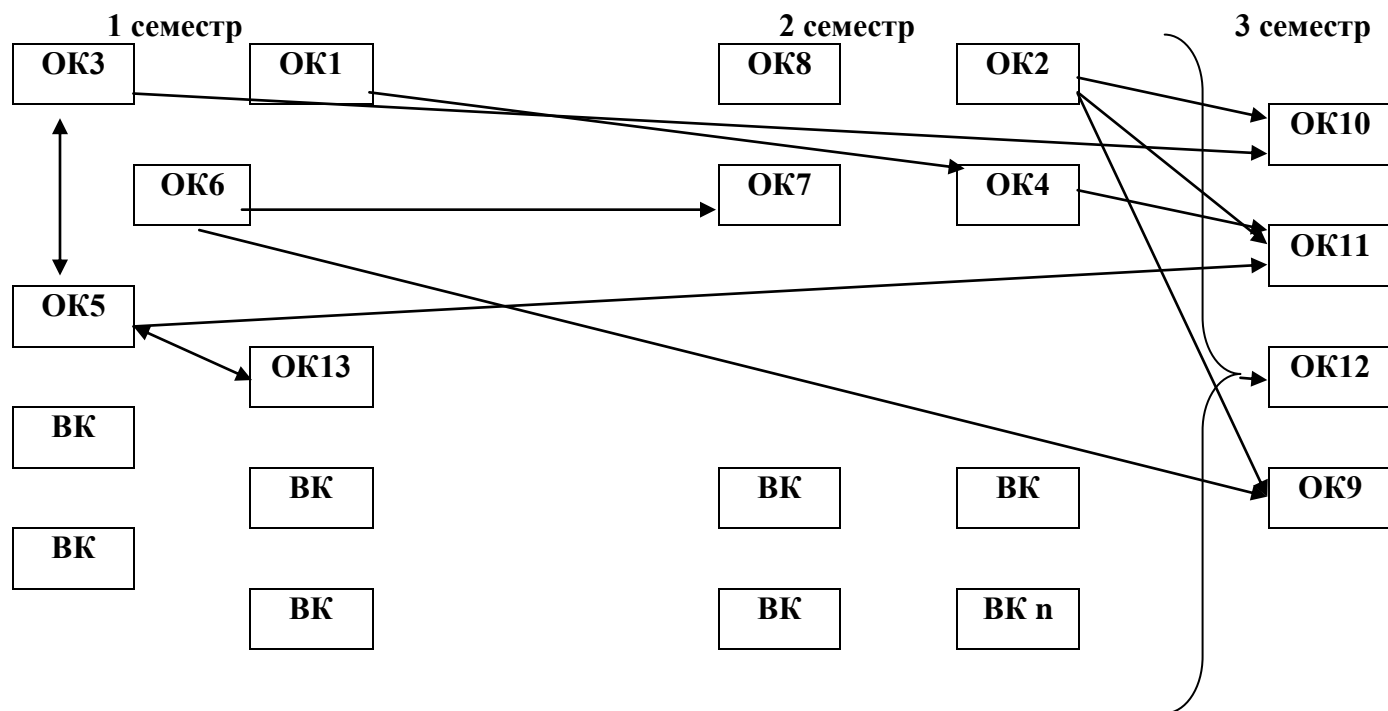 1 семестр 2 семестр 3 семестр
ОК3 ОК1 ОК8 ОК2
ОК10
ОК6 ОК7 ОК4
ОК11
ОК5
ОК13 ОК12
ВК
ВК ВК ВК ОК9
ВК
ВК ВК ВК n